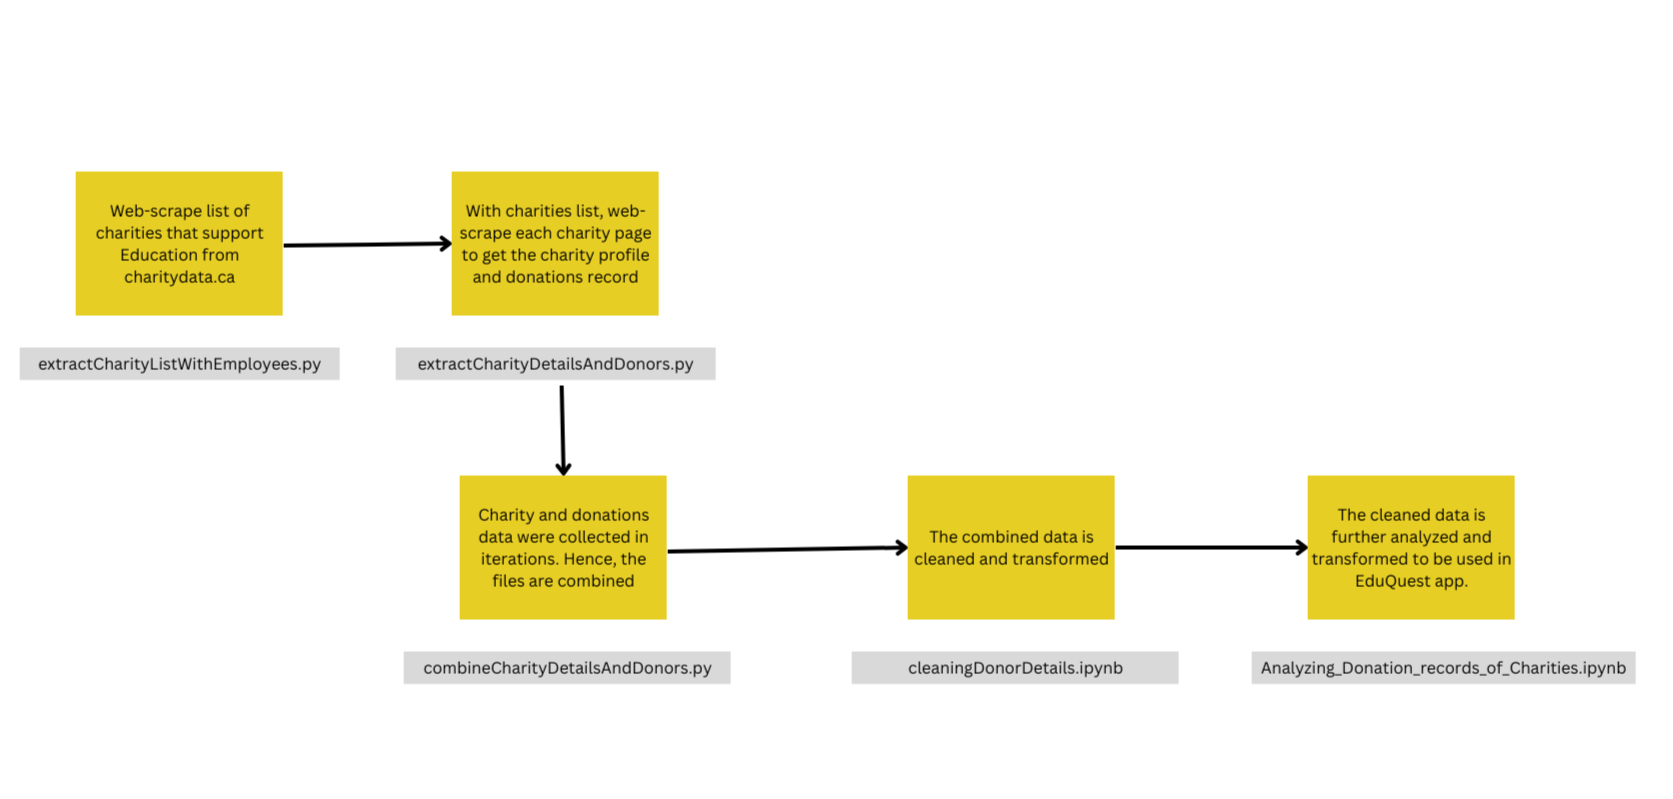 Web-scrape list of
charities that support
Education from
charitydata.ca
With charities list, web-
scrape each charity page
to get the charity profile
and donations record
extractCharityListWithEmployees.py
extractCharityDetailsAndDonors.py
Charity and donations
data were collected in
iterations. Hence, the
files are combined
The combined data is
cleaned and transformed
The cleaned data is
further analyzed and
transformed to be used in
EduQuest app.
combineCharityDetailsAndDonors.py
cleaningDonorDetails.ipynb
Analyzing_Donation_records_of_Charities.ipynb